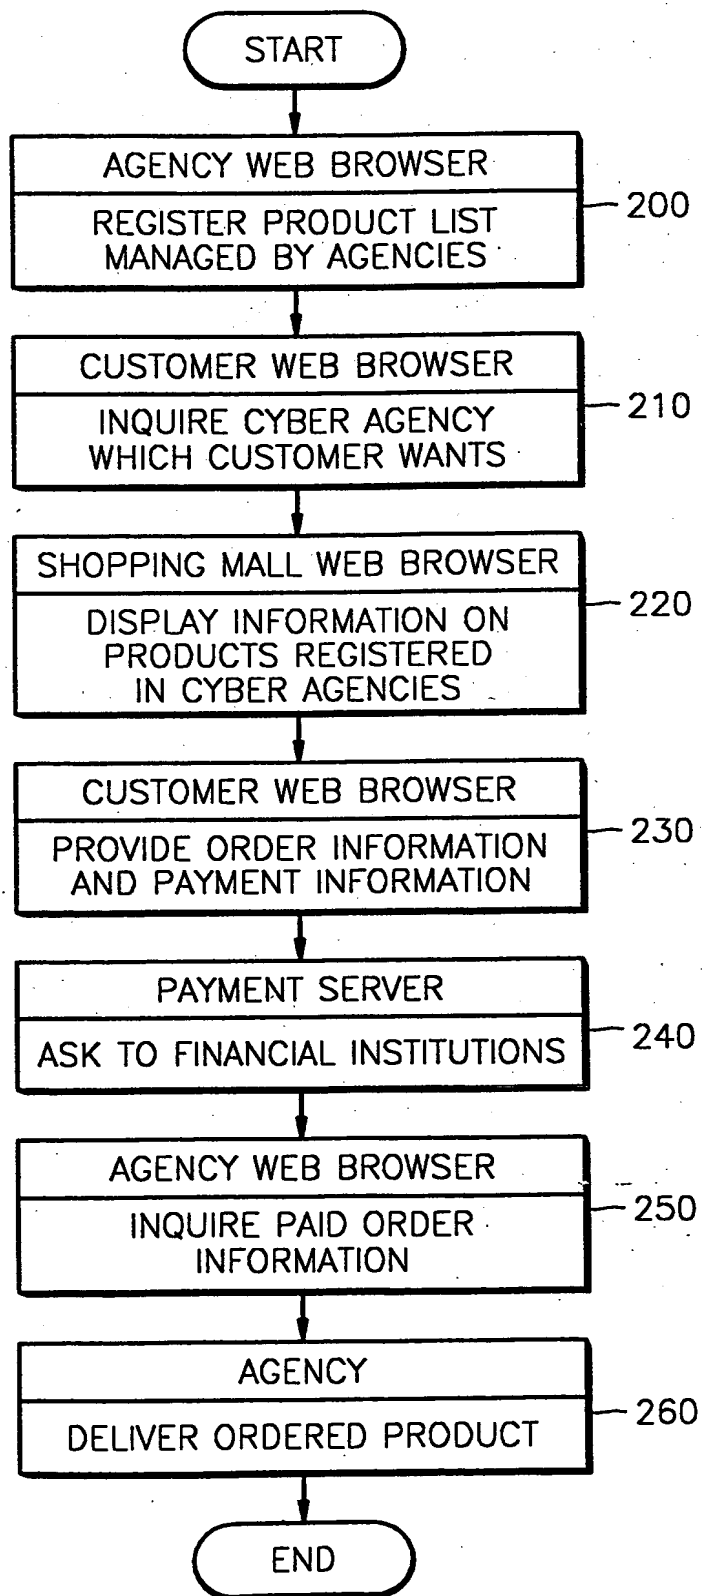 START
AGENCY WEB BROWSER
REGISTER PRODUCT LIST
MANAGED BY AGENCIES
200
CUSTOMER WEB BROWSER
INQUIRE CYBER AGENCY
WHICH CUSTOMER WANTS
210
SHOPPING MALL WEB BROWSER
DISPLAY INFORMATION ON
PRODUCTS REGISTERED
IN CYBER AGENCIES
220
CUSTOMER WEB BROWSER
PROVIDE ORDER INFORMATION
AND PAYMENT INFORMATION
230
PAYMENT SERVER
ASK TO FINANCIAL INSTITUTIONS
240
AGENCY WEB BROWSER
INQUIRE PAID ORDER
INFORMATION
250
AGENCY
DELIVER ORDERED PRODUCT
260
END